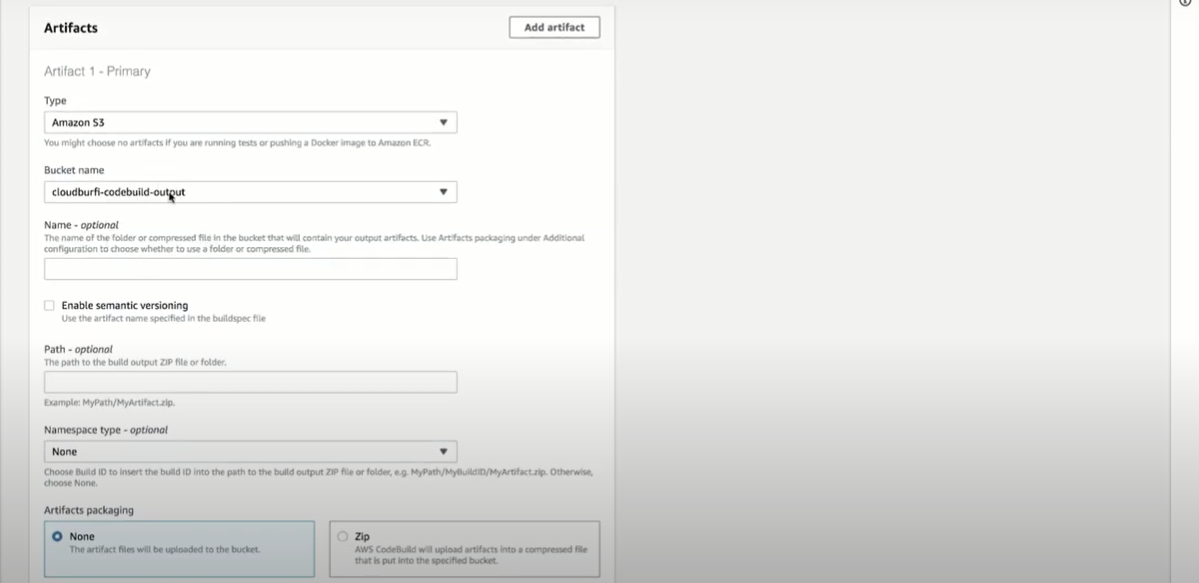 Artifacts
Add artifact
Artifact 1 - Primary
Type
Amazon S3
You might choose no artifacts if you are running tests or pushing a Docker image to Amazon ECR.
Bucket name
cloudburfi-codebuild-output
Name - optional
The name of the folder or compressed file in the bucket that will contain your output artifacts. Use Artifacts packaging under Additional
configuration to choose whether to use a folder or compressed file.
Enable semantic versioning
Use the artifact name specified in the buildspec file
Path - optional
The path to the build output ZIP file or folder.
Example: MyPath/MyArtifact.zip.
Namespace type - optional
None
Choose Build ID to insert the build ID into the path to the build output ZIP file or folder, e.g. MyPath/MyBuildID/MyArtifact.zip. Otherwise,
choose None.
Artifacts packaging
None
The artifact files will be uploaded to the bucket.
Zip
AWS CodeBuild will upload artifacts into a compressed file
that is put into the specified bucket.